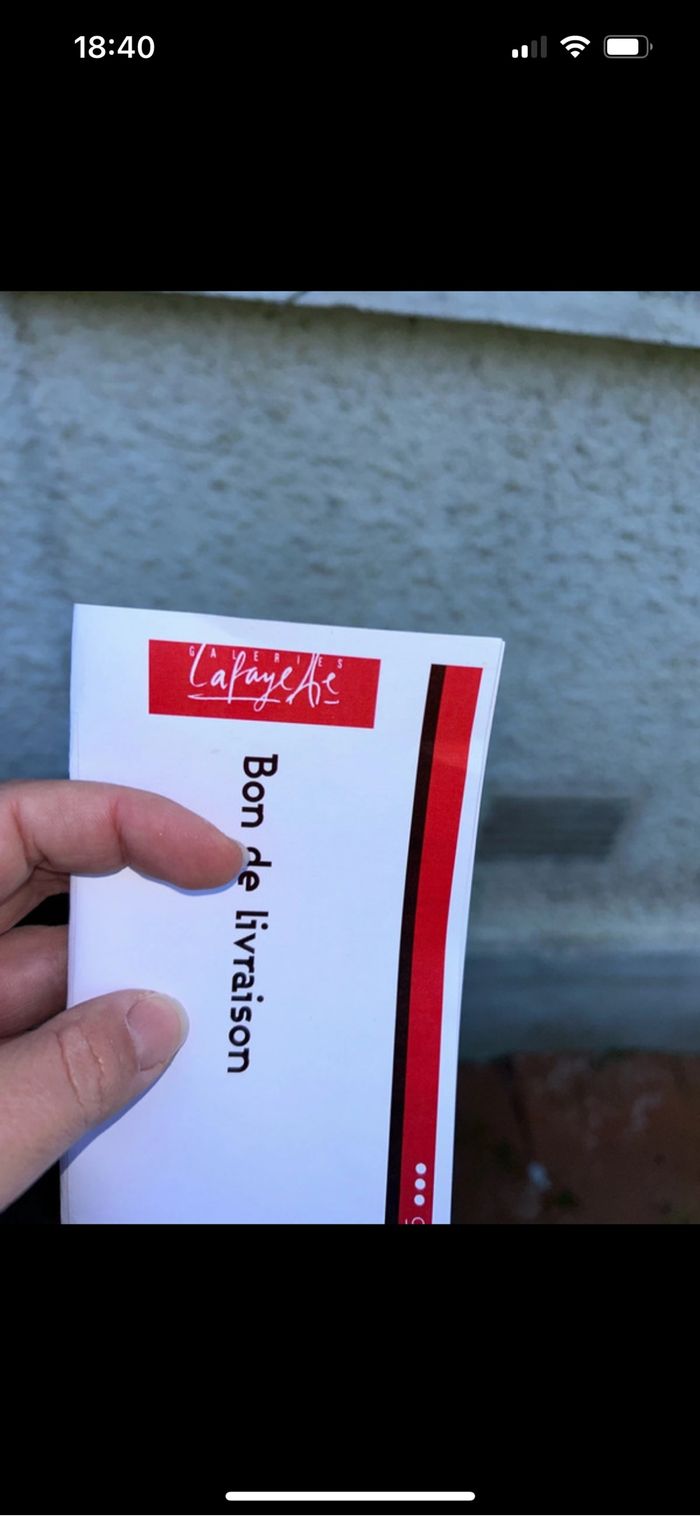 18:40
GALERIES
Lafayette
Bon de livraison